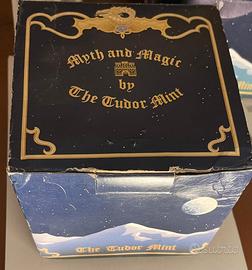 Myth and Magic
by
The Tudor Mint
The Tudor Mint